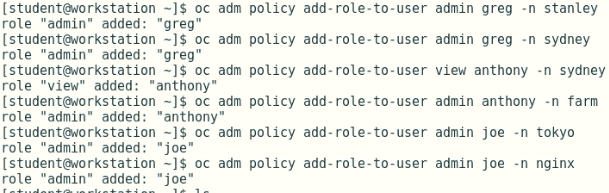 [student@workstation ~]$ oc adm policy add-role-to-user admin greg -n stanley
role "admin" added: "greg"
[student@workstation ~]$ oc adm policy add-role-to-user admin greg -n sydney
role "admin" added: "greg"
[student@workstation ~]$ oc adm policy add-role-to-user view anthony -n sydney
role "view" added: "anthony"
[student@workstation ~]$ oc adm policy add-role-to-user admin anthony -n farm
role "admin" added: "anthony"
[student@workstation ~]$ oc adm policy add-role-to-user admin joe -n tokyo
role "admin" added: "joe"
[student@workstation ~]$ oc adm policy add-role-to-user admin joe -n nginx
role "admin" added: "joe"
[student@workstation ~]$